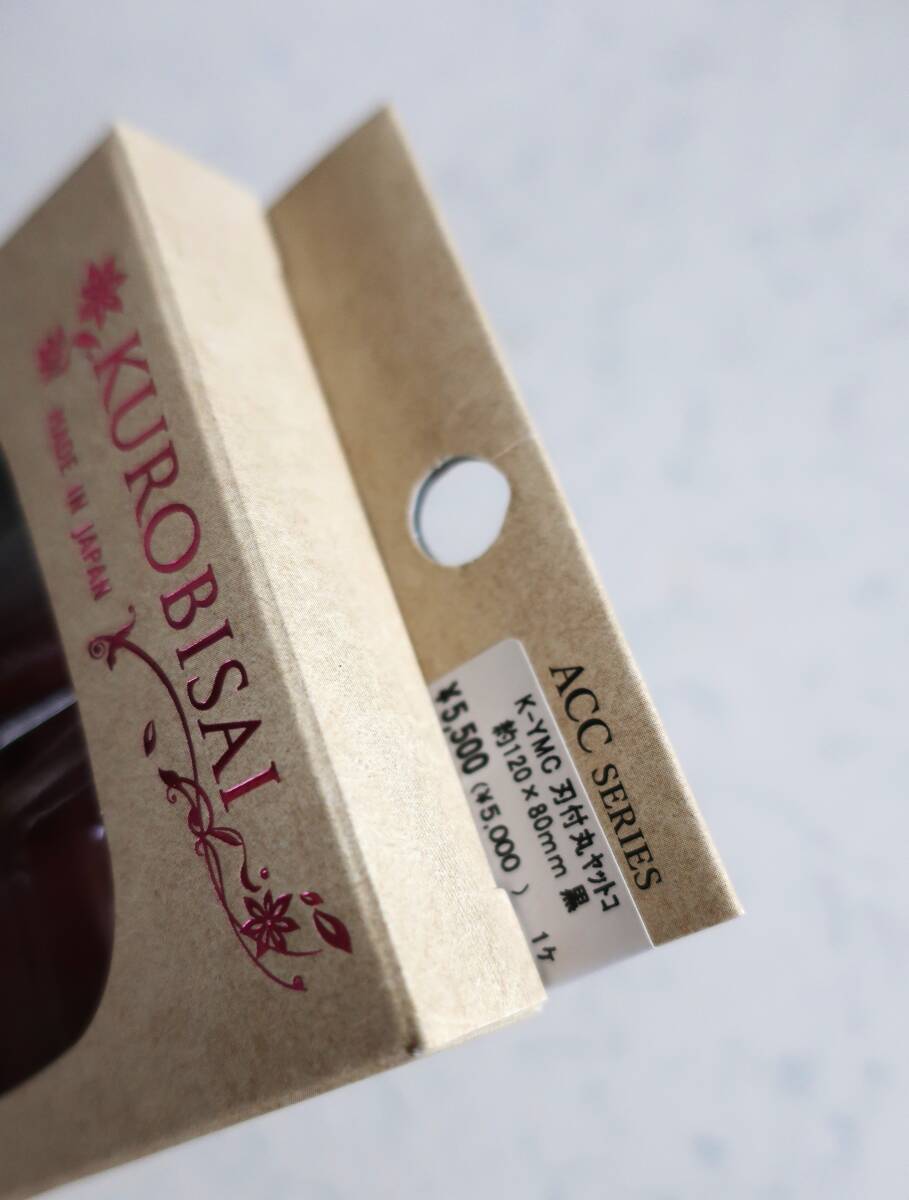 KUROBISAI
MADE IN JAPAN
ACC SERIES
K-YMC 刃付丸ヤットコ
約120×80mm 黒
¥5,500 (¥5,000 )
1ケ